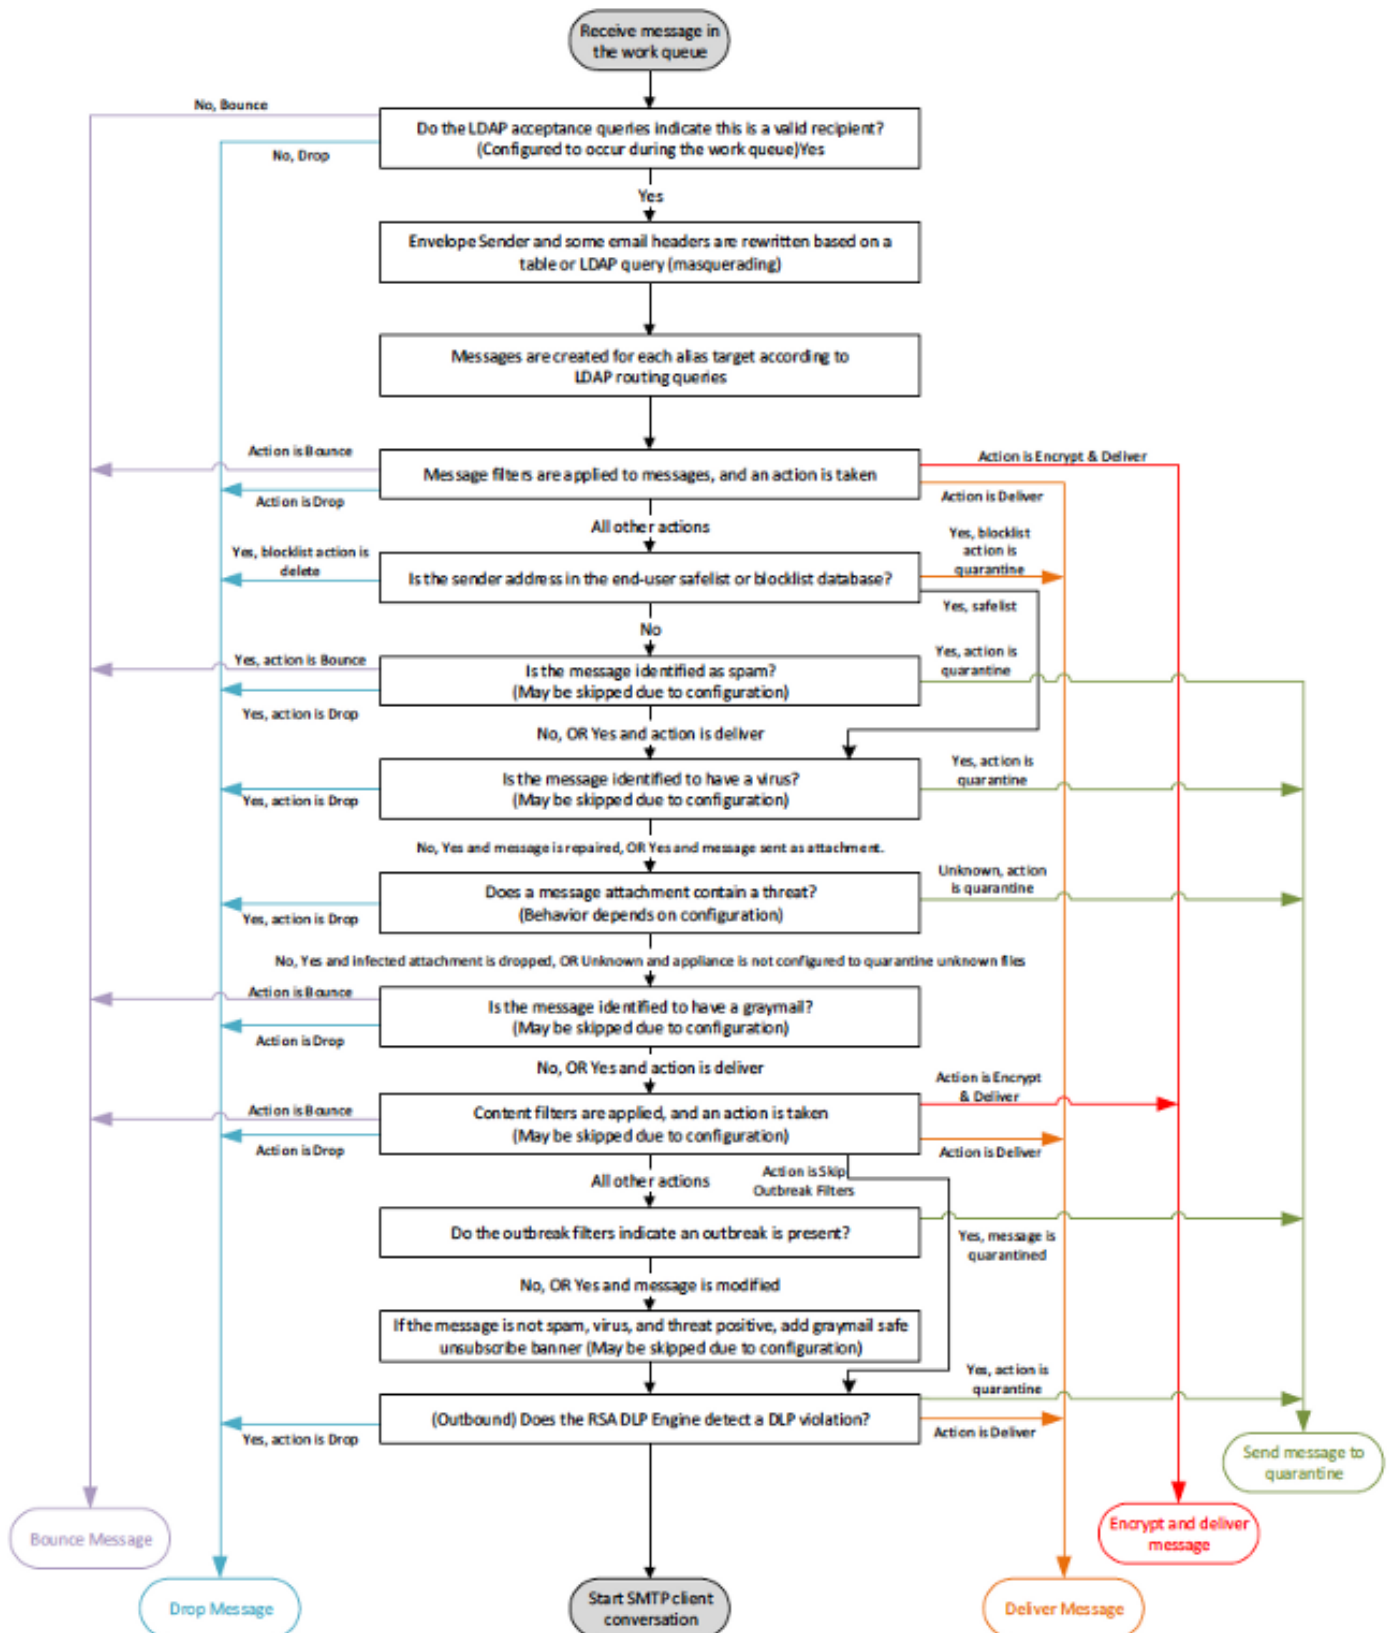 Receive message in
the work queue
No, Bounce
Do the LDAP acceptance queries indicate this is a valid recipient?
(Configured to occur during the work queue)Yes
No, Drop
Yes
Envelope Sender and some email headers are rewritten based on a
table or LDAP query (masquerading)
Messages are created for each alias target according to
LDAP routing queries
Action is Bounce
Action is Encrypt & Deliver
Message filters are applied to messages, and an action is taken
Action is Drop
Action is Deliver
All other actions
Yes, blocklist action is
delete
Yes, blocklist
action is
quarantine
Is the sender address in the end-user safelist or blocklist database?
Yes, safelist
No
Yes, action is Bounce
Yes, action is
quarantine
Is the message identified as spam?
(May be skipped due to configuration)
Yes, action is Drop
No, OR Yes and action is deliver
Yes, action is
quarantine
Is the message identified to have a virus?
(May be skipped due to configuration)
Yes, action is Drop
No, Yes and message is repaired, OR Yes and message sent as attachment.
Unknown, action
is quarantine
Does a message attachment contain a threat?
(Behavior depends on configuration)
Yes, action is Drop
No, Yes and infected attachment is dropped, OR Unknown and appliance is not configured to quarantine unknown files
Action is Bounce
Is the message identified to have a graymail?
(May be skipped due to configuration)
Action is Drop
No, OR Yes and action is deliver
Action is Encrypt
& Deliver
Action is Bounce
Content filters are applied, and an action is taken
(May be skipped due to configuration)
Action is Drop
Action is Deliver
All other actions
Action is Skip
Outbreak Filters
Do the outbreak filters indicate an outbreak is present?
Yes, message is
quarantined
No, OR Yes and message is modified
If the message is not spam, virus, and threat positive, add graymail safe
unsubscribe banner (May be skipped due to configuration)
Yes, action is
quarantine
(Outbound) Does the RSA DLP Engine detect a DLP violation?
Yes, action is Drop
Action is Deliver
Send message to
quarantine
Bounce Message
Encrypt and deliver
message
Drop Message
Start SMTP client
conversation
Deliver Message